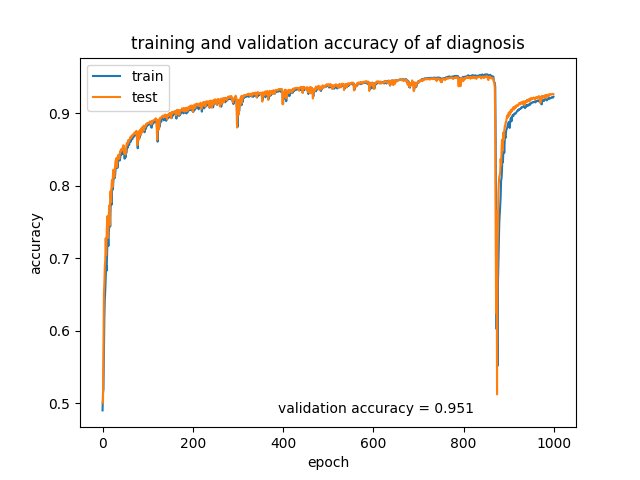 training and validation accuracy of af diagnosis
train
test
0.9
0.8
0.7
0.6
0.5
accuracy
validation accuracy = 0.951
0 200 400 600 800 1000
epoch